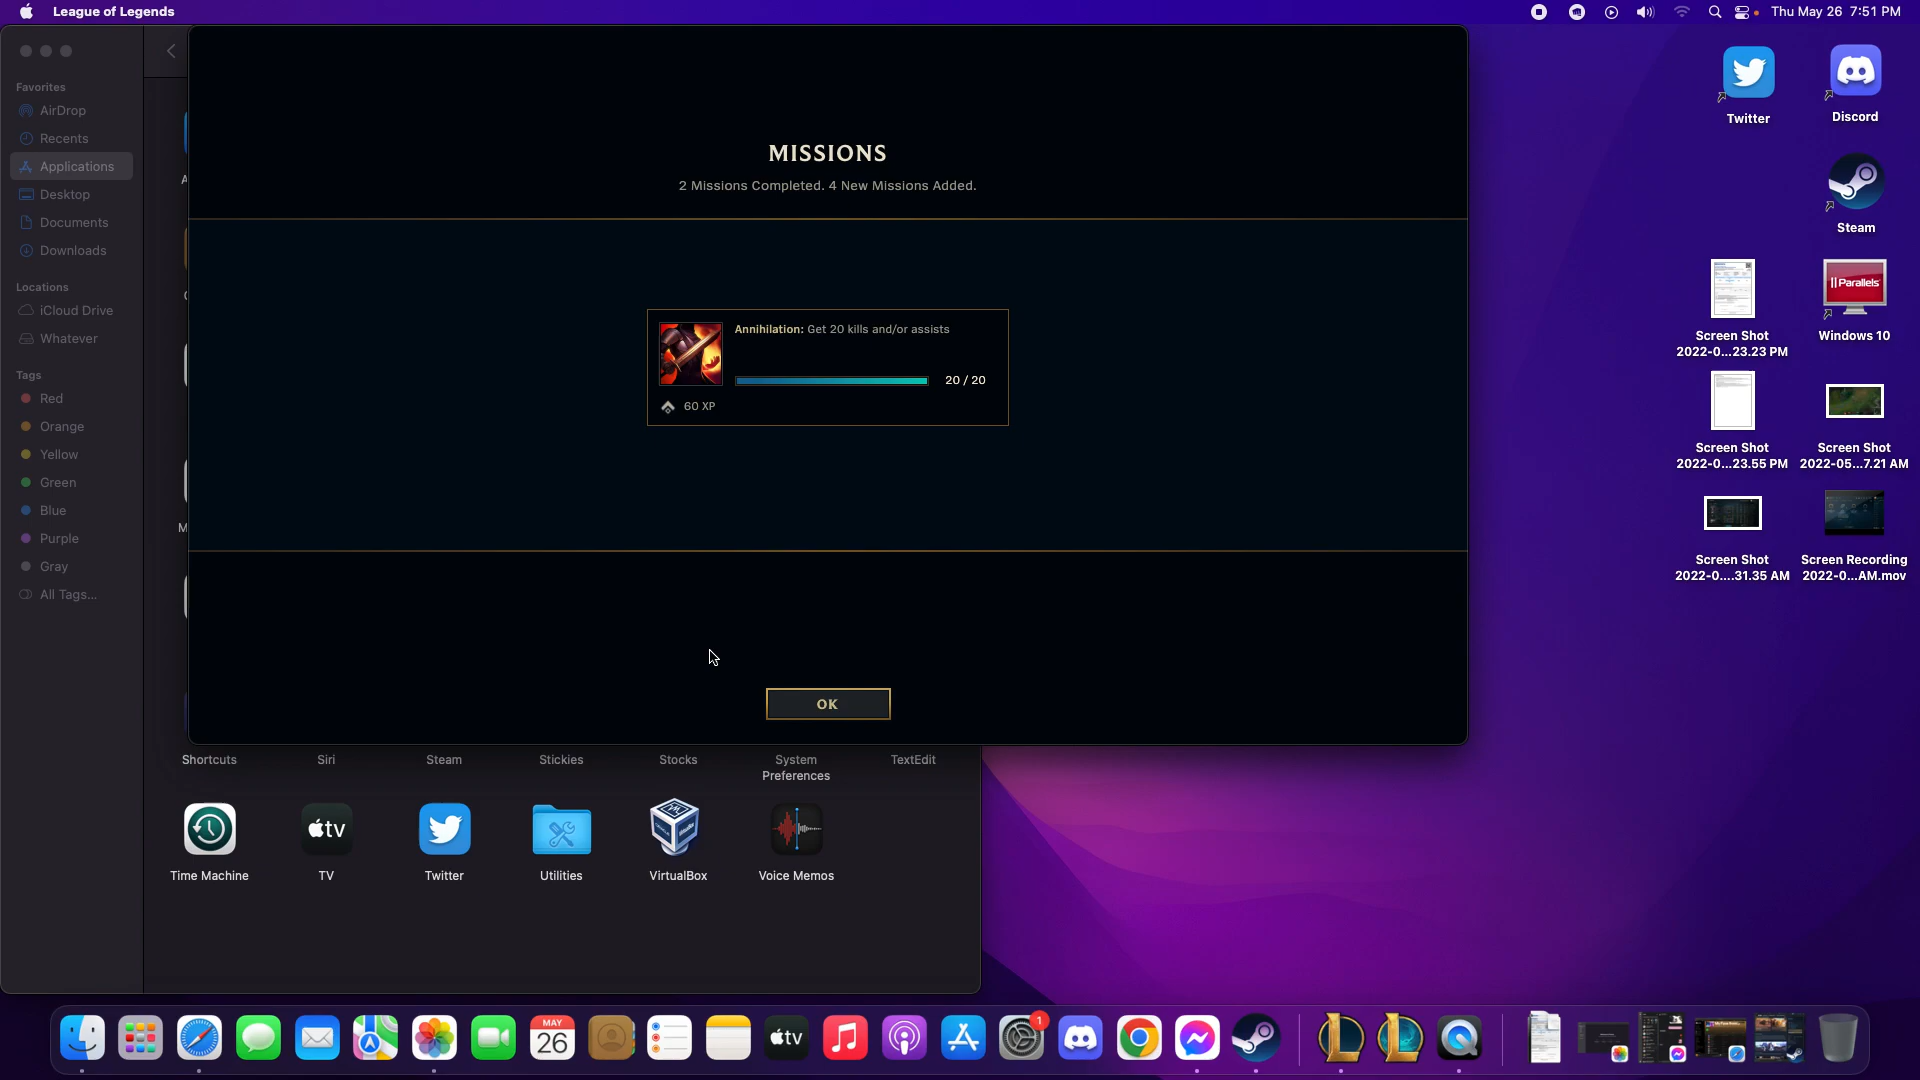 League of Legends
Thu May 26 7:51 PM
Favorites
AirDrop
Recents
Applications
Desktop
Documents
Downloads
Locations
iCloud Drive
Whatever
Tags
Red
Orange
Yellow
Green
Blue
Purple
Gray
All Tags...
MISSIONS
2 Missions Completed. 4 New Missions Added.
Annihilation: Get 20 kills and/or assists
20 / 20
60 XP
OK
Shortcuts
Siri
Steam
Stickies
Stocks
System
Preferences
TextEdit
tv
Time Machine
TV
Twitter
Utilities
VirtualBox
Voice Memos
Twitter
Discord
Steam
Parallels
Screen Shot
2022-0...23.23 PM
Windows 10
Screen Shot
2022-0...23.55 PM
Screen Shot
2022-05...7.21 AM
Screen Shot
2022-0....31.35 AM
Screen Recording
2022-0...AM.mov
MAY
26
tv
1